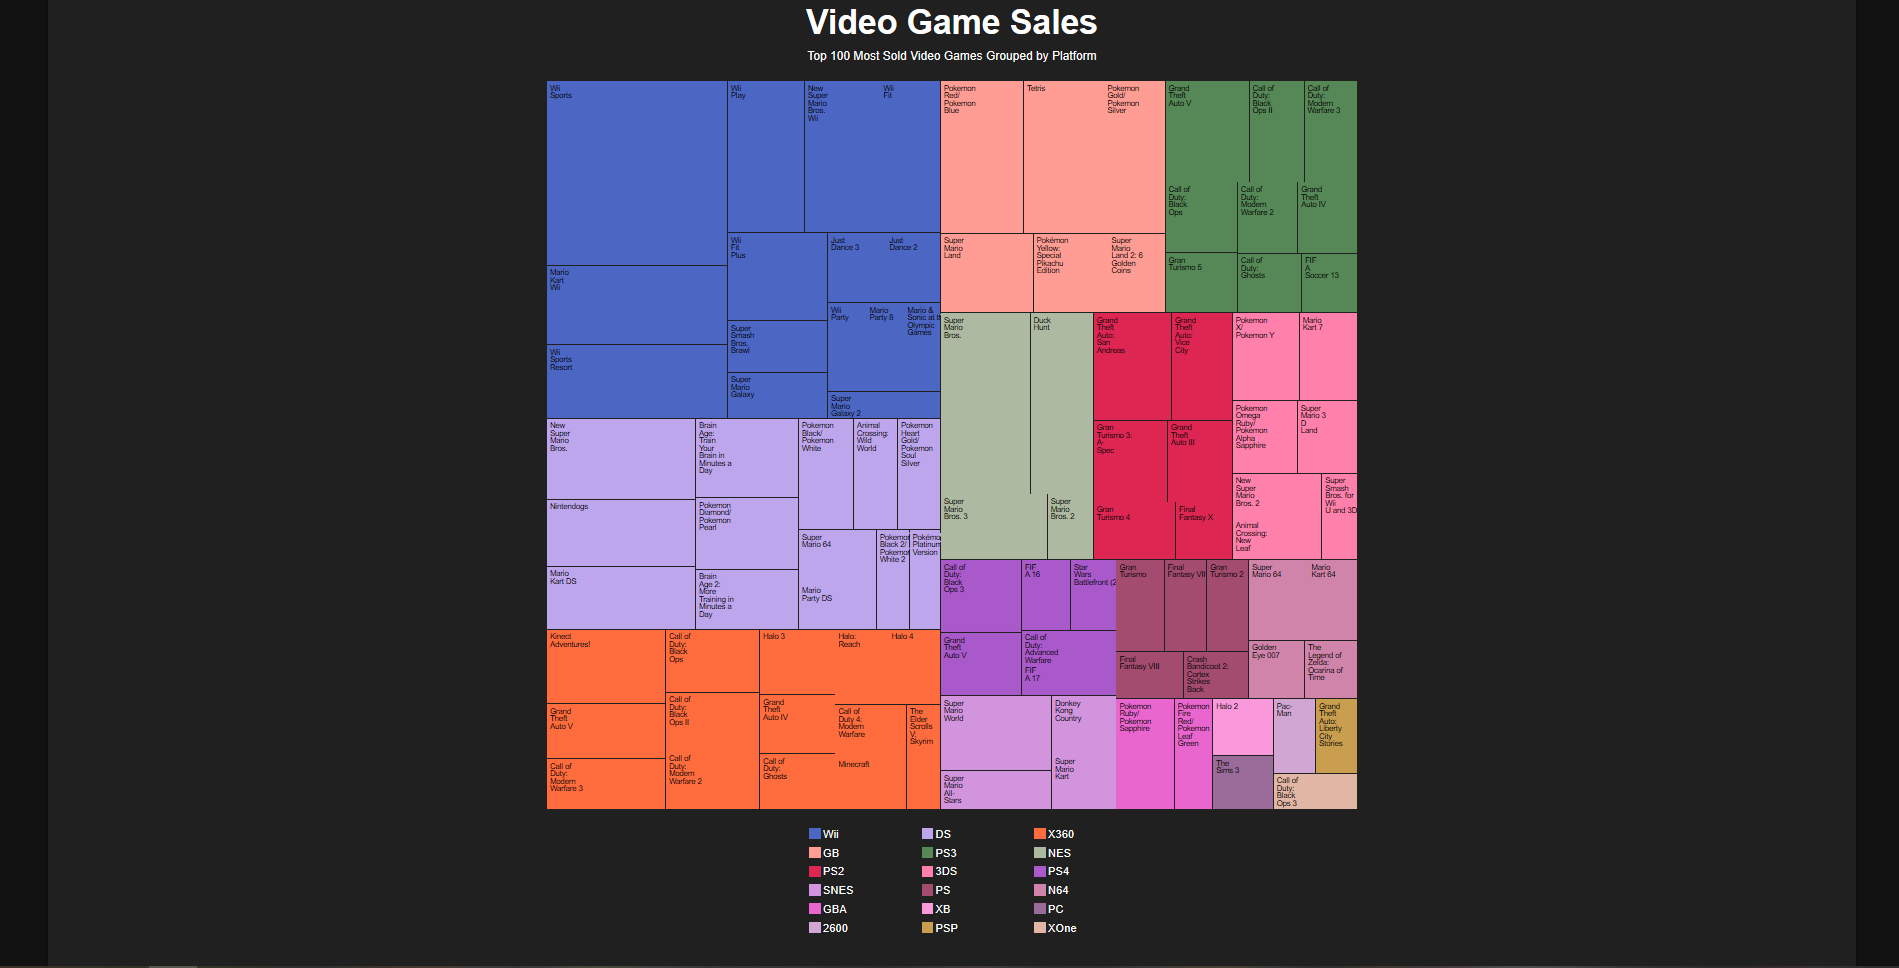 Video Game Sales
Top 100 Most Sold Video Games Grouped by Platform
Wii
Sports
Mario
Kart
Wii
Wii
Sports
Resort
Wii
Play
New
Super
Mario
Bros.
Wii
Wii
Fit
Wii
Fit
Plus
Just
Dance 3
Just
Dance 2
Super
Smash
Bros.
Brawl
Super
Mario
Galaxy
Wii
Party
Mario
Party 8
Mario &
Sonic at t
Olympic
Games
Super
Mario
Galaxy 2
Pokemon
Red/
Pokemon
Blue
Tetris
Pokemon
Gold/
Pokemon
Silver
Super
Mario
Land
Pokémon
Yellow:
Special
Pikachu
Edition
Super
Mario
Land 2: 6
Golden
Coins
Grand
Theft
Auto V
Call of
Duty:
Black
Ops II
Call of
Duty:
Modern
Warfare 3
Call of
Duty:
Black
Ops
Call of
Duty:
Modern
Warfare 2
Grand
Theft
Auto IV
Gran
Turismo 5
Call of
Duty:
Ghosts
FIF
A
Soccer 13
Super
Mario
Bros.
Duck
Hunt
Super
Mario
Bros. 3
Super
Mario
Bros. 2
Grand
Theft
Auto:
San
Andreas
Grand
Theft
Auto:
Vice
City
Gran
Turismo 3:
A-
Spec
Grand
Theft
Auto III
Gran
Turismo 4
Final
Fantasy X
Pokemon
X/
Pokemon Y
Mario
Kart 7
Pokemon
Omega
Ruby/
Pokémon
Alpha
Sapphire
Super
Mario 3
D
Land
New
Super
Mario
Bros. 2
Animal
Crossing:
New
Leaf
Super
Smash
Bros. for
Wii
U and 3D
New
Super
Mario
Bros.
Nintendogs
Mario
Kart DS
Brain
Age:
Train
Your
Brain in
Minutes a
Day
Pokemon
Diamond/
Pokemon
Pearl
Brain
Age 2:
More
Training in
Minutes a
Day
Pokemon
Black/
Pokemon
White
Animal
Crossing:
Wild
World
Pokemon
Heart
Gold/
Pokemon
Soul
Silver
Super
Mario 64
Mario
Party DS
Pokemon
Black 2/
Pokemon
White 2
Pokémo
Platinum
Version
Kinect
Adventures!
Grand
Theft
Auto V
Call of
Duty:
Modern
Warfare 3
Call of
Duty:
Black
Ops
Call of
Duty:
Black
Ops II
Call of
Duty:
Modern
Warfare 2
Halo 3
Grand
Theft
Auto IV
Call of
Duty:
Ghosts
Halo:
Reach
Halo 4
Call of
Duty 4:
Modern
Warfare
Minecraft
The
Elder
Scrolls
V:
Skyrim
Call of
Duty:
Black
Ops 3
FIF
A 16
Star
Wars
Battlefront (2
Grand
Theft
Auto V
Call of
Duty:
Advanced
Warfare
FIF
A 17
Super
Mario
World
Donkey
Kong
Country
Super
Mario
All-
Stars
Super
Mario
Kart
Gran
Turismo
Final
Fantasy VII
Gran
Turismo 2
Final
Fantasy VIII
Crash
Bandicoot 2:
Cortex
Strikes
Back
Super
Mario 64
Mario
Kart 64
Golden
Eye 007
The
Legend of
Zelda:
Ocarina of
Time
Pokemon
Ruby/
Pokemon
Sapphire
Pokemon
Fire
Red/
Pokemon
Leaf
Green
Halo 2
The
Sims 3
Pac-
Man
Grand
Theft
Auto:
Liberty
City
Stories
Call of
Duty:
Black
Ops 3
Wii
DS
X360
GB
PS3
NES
PS2
3DS
PS4
SNES
PS
N64
GBA
XB
PC
2600
PSP
XOne